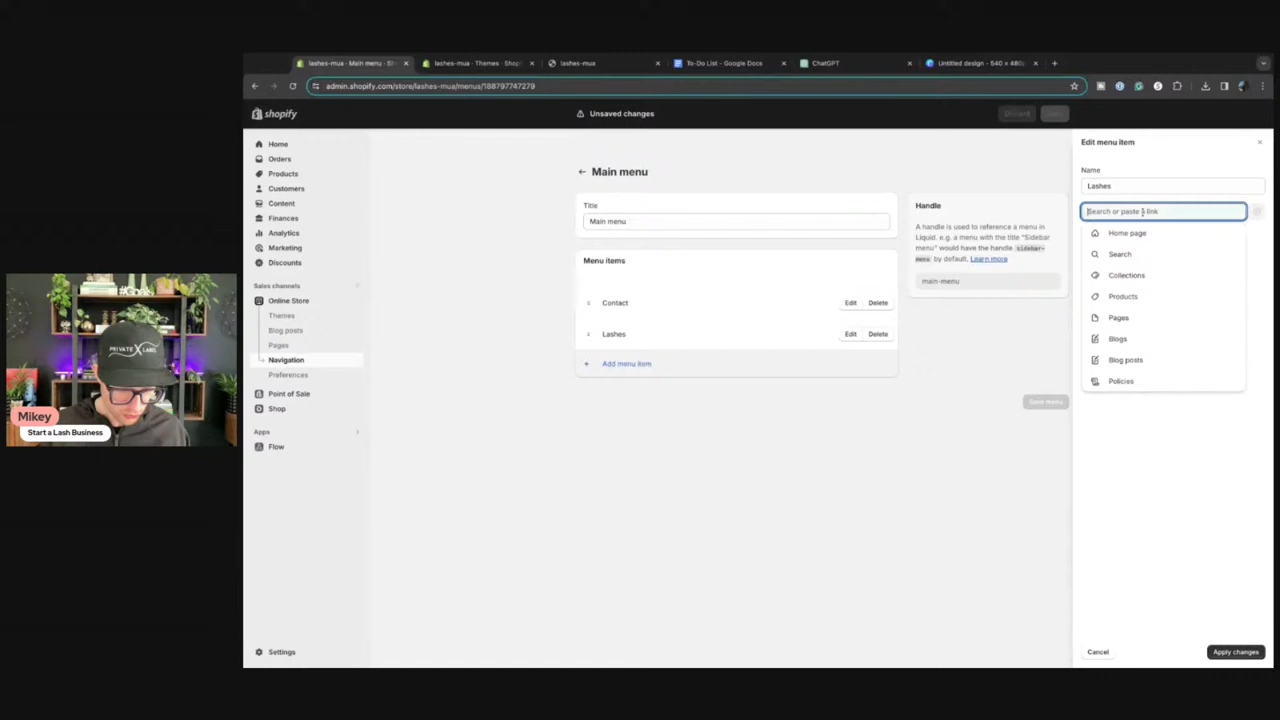 lashes-mua · Main menu · Sh
lashes-mua · Themes · Shopi
lashes-mua
To-Do List - Google Docs
ChatGPT
Untitled design - 540 x 480p
admin.shopify.com/store/lashes-mua/menus/188797747279
shopify
Unsaved changes
Discard
Home
Orders
Products
Customers
Content
Finances
Analytics
Marketing
Discounts
Sales channels
Online Store
Themes
Blog posts
Pages
Navigation
Preferences
Point of Sale
Shop
Apps
Flow
Settings
Main menu
Title
Main menu
Menu items
Contact
Edit
Delete
Lashes
Edit
Delete
Add menu item
Handle
A handle is used to reference a menu in
Liquid. e.g. a menu with the title "Sidebar
menu" would have the handle sidebar-
menu by default. Learn more
main-menu
Save menu
Edit menu item
Name
Lashes
Search or paste a link
Home page
Search
Collections
Products
Pages
Blogs
Blog posts
Policies
Cancel
Apply changes
#Goal
PRIVATE X LABEL
Mikey
Start a Lash Business